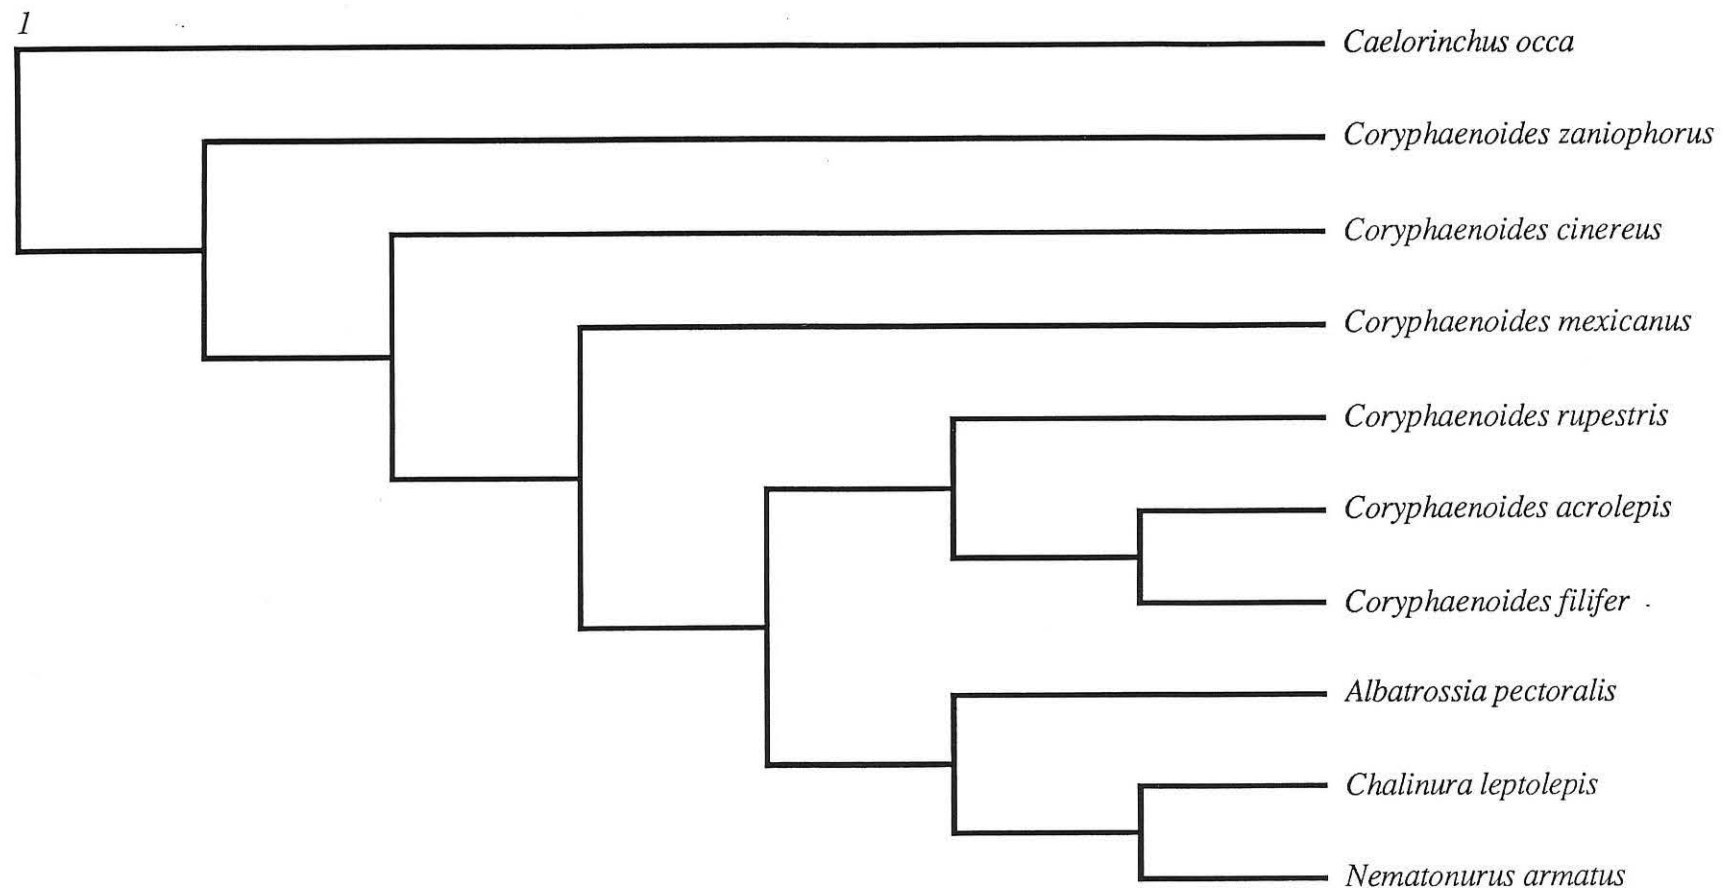 1
Caelorinchus occa
Coryphaenoides zaniophorus
Coryphaenoides cinereus
Coryphaenoides mexicanus
Coryphaenoides rupestris
Coryphaenoides acrolepis
Coryphaenoides filifer
Albatrossia pectoralis
Chalinura leptolepis
Nematonurus armatus